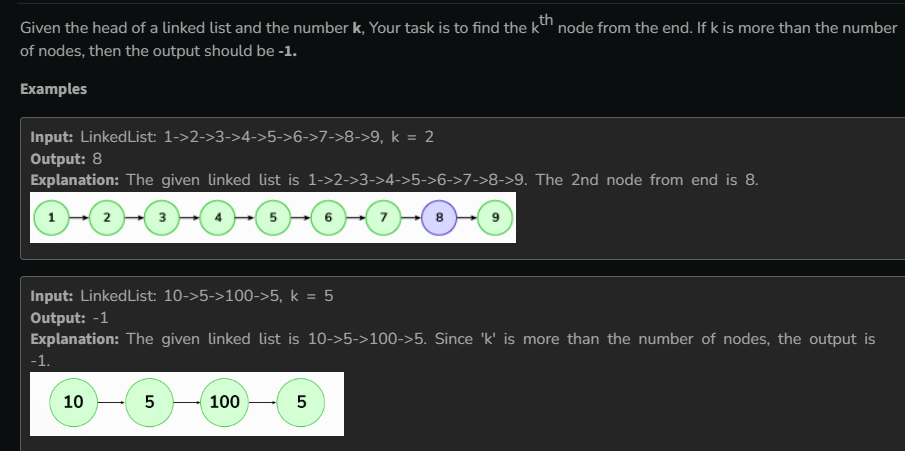 Given the head of a linked list and the number k, Your task is to find the kth node from the end. If k is more than the number
of nodes, then the output should be -1.
Examples
Input: LinkedList: 1->2->3->4->5->6->7->8->9, k = 2
Output: 8
Explanation: The given linked list is 1->2->3->4->5->6->7->8->9. The 2nd node from end is 8.
1 2 3 4 5 6 7 8 9
Input: LinkedList: 10->5->100->5, k = 5
Output: -1
Explanation: The given linked list is 10->5->100->5. Since 'k' is more than the number of nodes, the output is
-1.
10 5 100 5